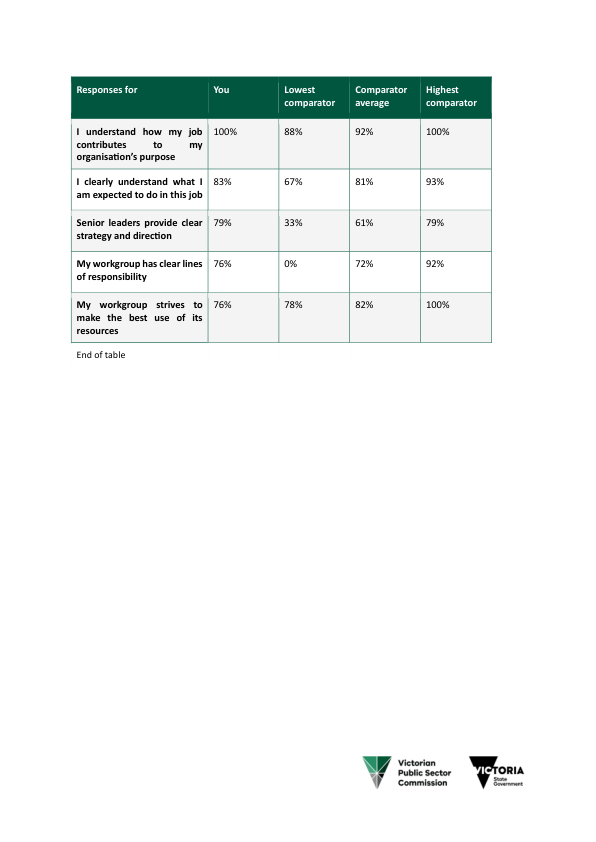 Responses for You Lowest Comparator Highest
comparator average comparator
I understand how my job 100% 88% 92% 100%
contributes to my
organisation’s purpose
I clearly understand what I 83% 67% 81% 93%
am expected to do in this job
Senior leaders provide clear 79% 33% 61% 79%
strategy and direction
My workgroup has clear lines 76% 0% 72% 92%
of responsibility
My workgroup strives to 76% 78% 82% 100%
make the best use of its
resources
End of table
Victorian
Public Sector
Commission
VICTORIA
State
Government